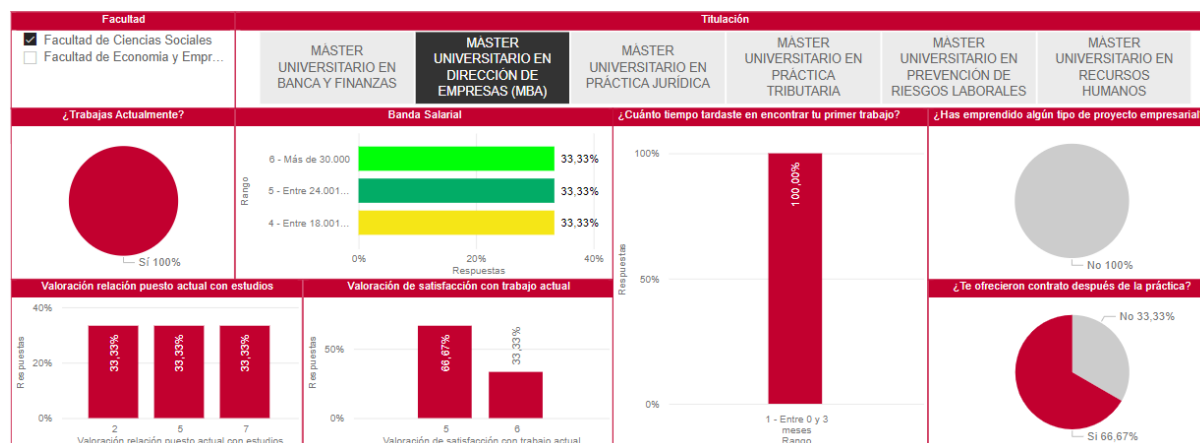 Facultad
Titulación
Facultad de Ciencias Sociales
Facultad de Economia y Empr...
MÁSTER
UNIVERSITARIO EN
BANCA Y FINANZAS
MÁSTER
UNIVERSITARIO EN
DIRECCIÓN DE
EMPRESAS (MBA)
MÁSTER
UNIVERSITARIO EN
PRÁCTICA JURÍDICA
MÁSTER
UNIVERSITARIO EN
PRÁCTICA
TRIBUTARIA
MÁSTER
UNIVERSITARIO EN
PREVENCIÓN DE
RIESGOS LABORALES
MÁSTER
UNIVERSITARIO EN
RECURSOS
HUMANOS
¿Trabajas Actualmente?
Sí 100%
Banda Salarial
Rango
6 - Más de 30.000
33,33%
5 - Entre 24.001...
33,33%
4 - Entre 18.001...
33,33%
0%
20%
40%
Respuestas
¿Cuánto tiempo tardaste en encontrar tu primer trabajo?
Respuestas
100%
50%
0%
100,00%
1 - Entre 0 y 3
meses
Rango
¿Has emprendido algún tipo de proyecto empresarial
No 100%
Valoración relación puesto actual con estudios
Respuestas
40%
20%
0%
33,33%
33,33%
33,33%
2
5
7
Valoración relación puesto actual con estudios
Valoración de satisfacción con trabajo actual
Respuestas
50%
0%
66,67%
33,33%
5
6
Valoración de satisfacción con trabajo actual
¿Te ofrecieron contrato después de la práctica?
No 33,33%
Si 66,67%